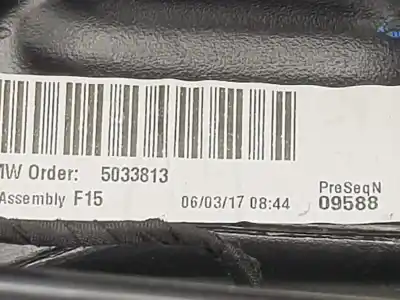 MW Order: 5033813
Assembly F15 06/03/17 08:44
PreSeqN
09588